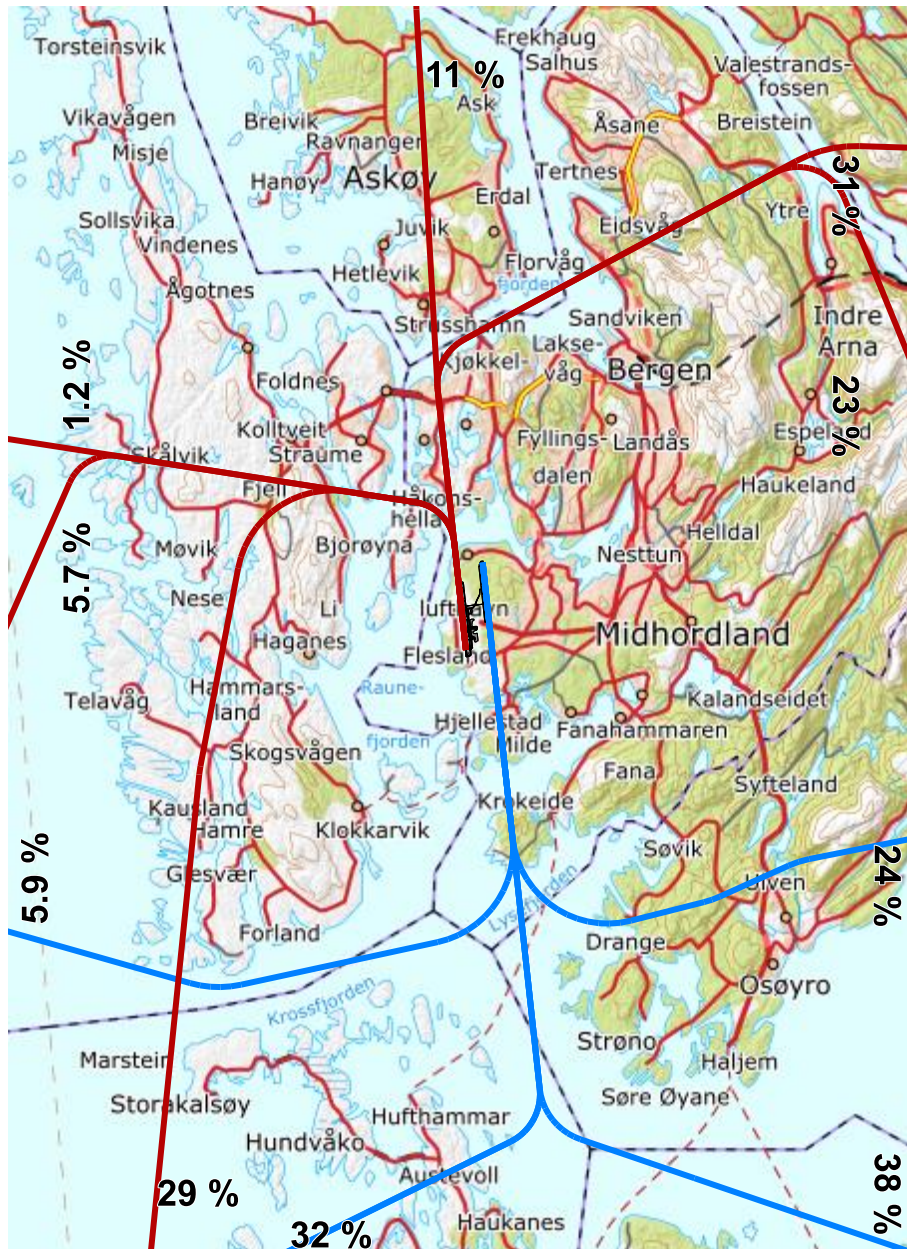 Torsteinsvik
11 %
Frekhaug
Salhus
Valestrands-
fossen
Ask
Vikavågen
Breivik
Ravnanger
Misje
Åsane
Breistein
Hanøy
Askøy
Tertnes
31 %
Erdal
Ytre
Sollsvika
Vindenes
Juvik
Eidsvåg
Florvåg
fjorden
Hetlevik
Ågotnes
Strusshamn
Sandviken
Indre
Arna
1.2 %
Kjøkkel-
Lakse-
våg
Bergen
Foldnes
23 %
Kolltveit
Straume
Fyllings-
dalen
Landås
Espeland
Skålvik
Fjell
Håkons-
hella
Haukeland
5.7 %
Møvik
Bjorøyna
Helldal
Nesttun
Nese
Li
lufthavn
Haganes
Flesland
Midhordland
Telavåg
Hammars-
land
Raune-
fjorden
Kalandseidet
Hjellestad
Milde
Fanahammaren
Skogsvågen
Fana
Syfteland
Kausland
Hamre
Klokkarvik
Krokeide
5.9 %
Søvik
24 %
Glesvær
Ulven
Lysefjorden
Forland
Drange
Osøyro
Krossfjorden
Marstein
Strøno
Haljem
Storakalsøy
Søre Øyane
Hufthammar
Hundvåko
Austevoll
38 %
29 %
32 %
Haukanes